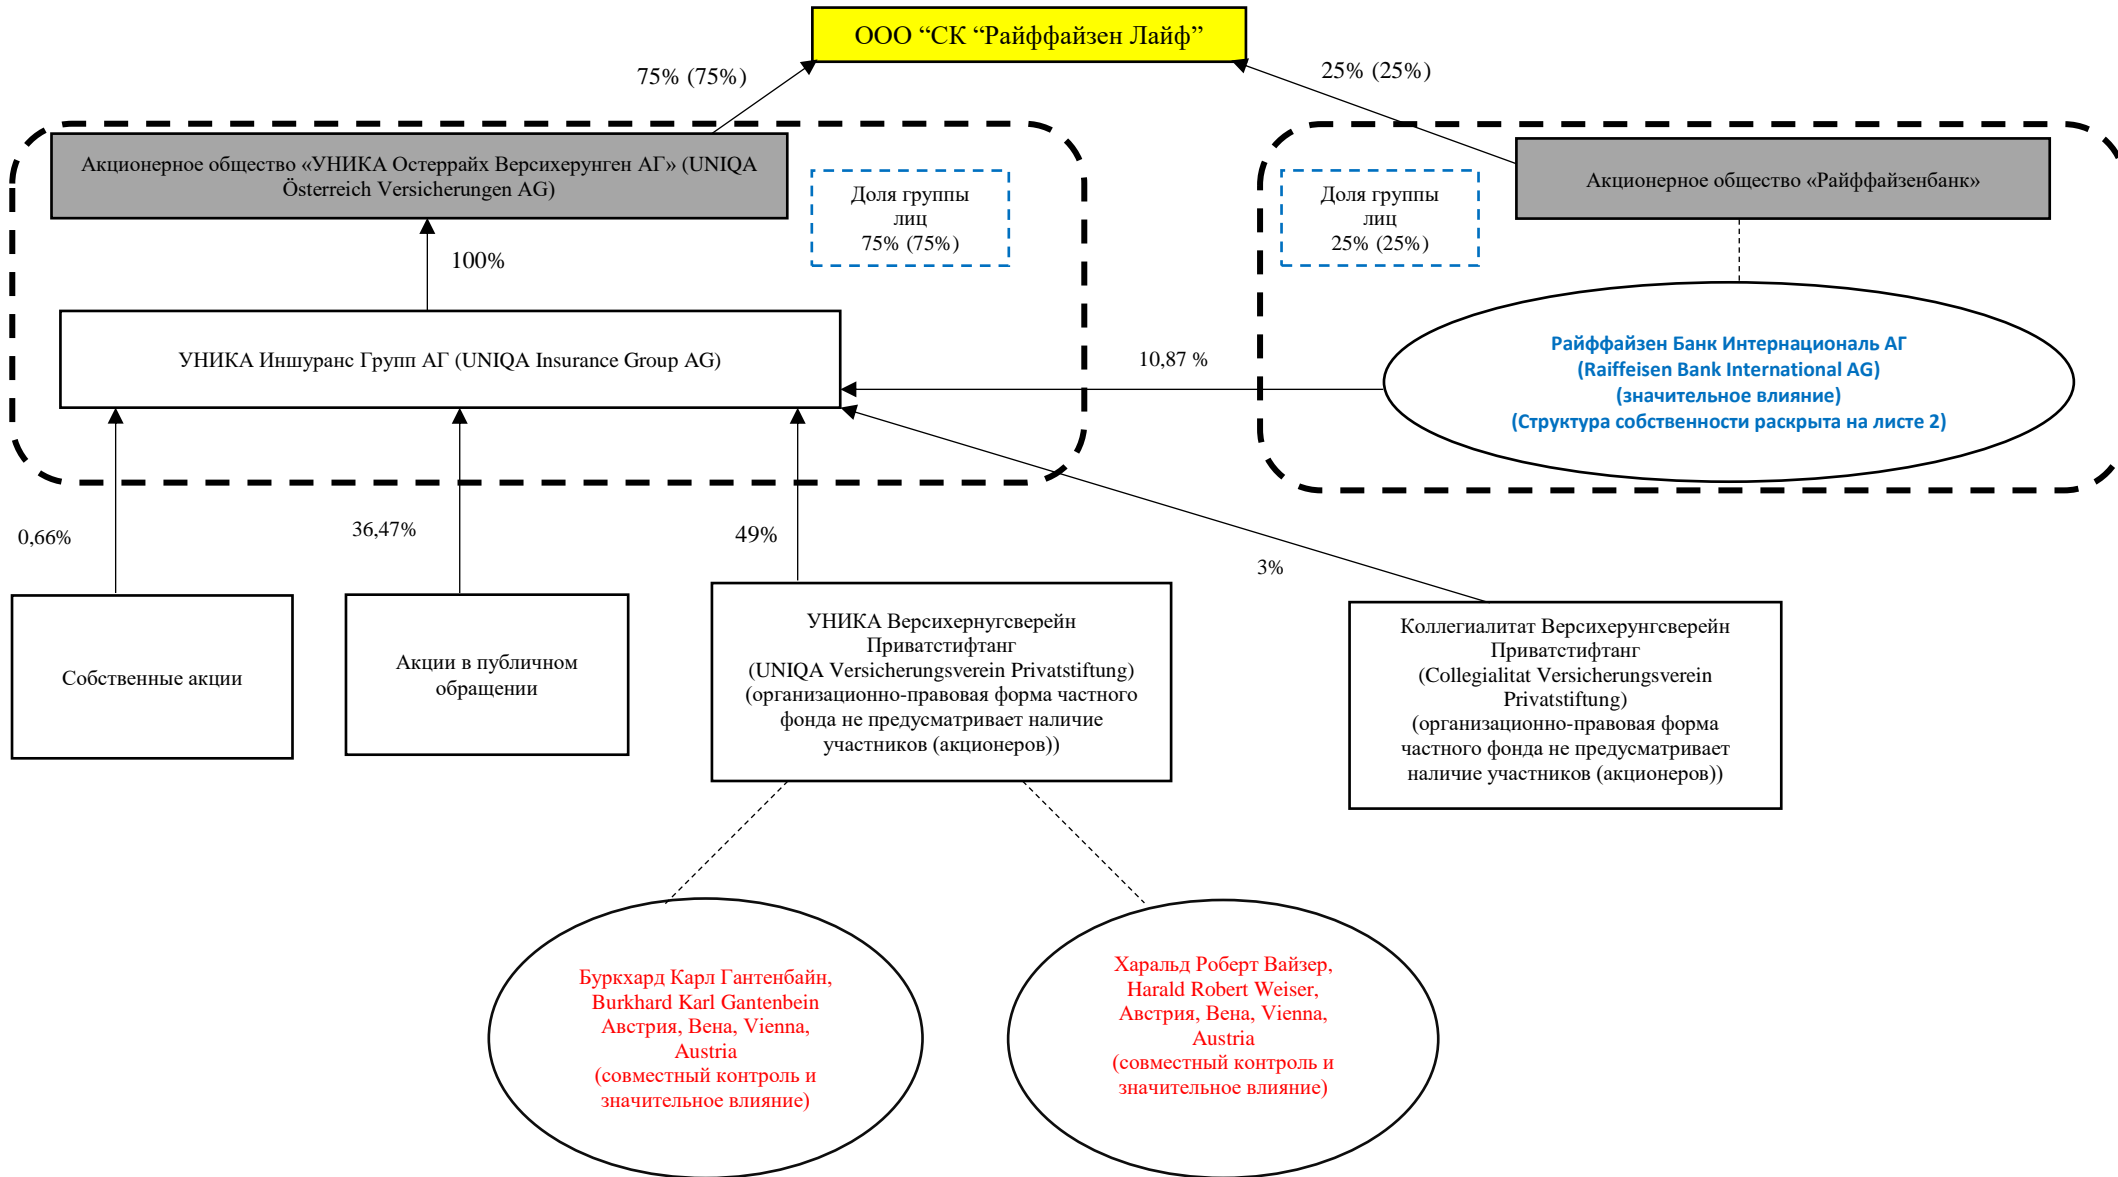 ООО “СК “Райффайзен Лайф”
75% (75%)
25% (25%)
Акционерное общество «УНИКА Остеррайх Версихерунген АГ» (UNIQA
Österreich Versicherungen AG)
Доля группы
лиц
75% (75%)
Доля группы
лиц
25% (25%)
Акционерное общество «Райффайзенбанк»
100%
УНИКА Иншуранс Групп АГ (UNIQA Insurance Group AG)
10,87 %
Райффайзен Банк Интернациональ АГ
(Raiffeisen Bank International AG)
(значительное влияние)
(Структура собственности раскрыта на листе 2)
0,66%
36,47%
49%
3%
Собственные акции
Акции в публичном
обращении
УНИКА Версихернугсверейн
Приватстифтанг
(UNIQA Versicherungsverein Privatstiftung)
(организационно-правовая форма частного
фонда не предусматривает наличие
участников (акционеров))
Коллегиалитат Версихерунгсверейн
Приватстифтанг
(Collegialitat Versicherungsverein
Privatstiftung)
(организационно-правовая форма
частного фонда не предусматривает
наличие участников (акционеров))
Буркхард Карл Гантенбайн,
Burkhard Karl Gantenbein
Австрия, Вена, Vienna,
Austria
(совместный контроль и
значительное влияние)
Харальд Роберт Вайзер,
Harald Robert Weiser,
Австрия, Вена, Vienna,
Austria
(совместный контроль и
значительное влияние)